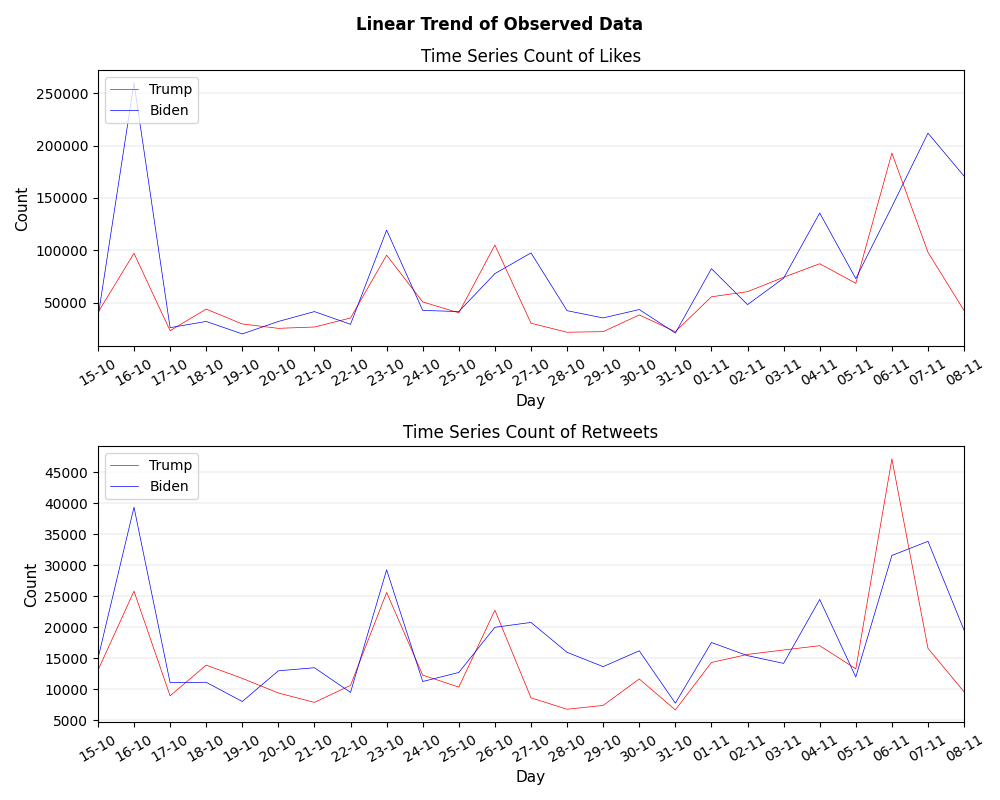 Linear Trend of Observed Data
Time Series Count of Likes
Trump
Biden
250000
200000
150000
100000
50000
Count
15-10 16-10 17-10 18-10 19-10 20-10 21-10 22-10 23-10 24-10 25-10 26-10 27-10 28-10 29-10 30-10 31-10 01-11 02-11 03-11 04-11 05-11 06-11 07-11 08-11
Day
Time Series Count of Retweets
Trump
Biden
45000
40000
35000
30000
25000
20000
15000
10000
5000
Count
15-10 16-10 17-10 18-10 19-10 20-10 21-10 22-10 23-10 24-10 25-10 26-10 27-10 28-10 29-10 30-10 31-10 01-11 02-11 03-11 04-11 05-11 06-11 07-11 08-11
Day